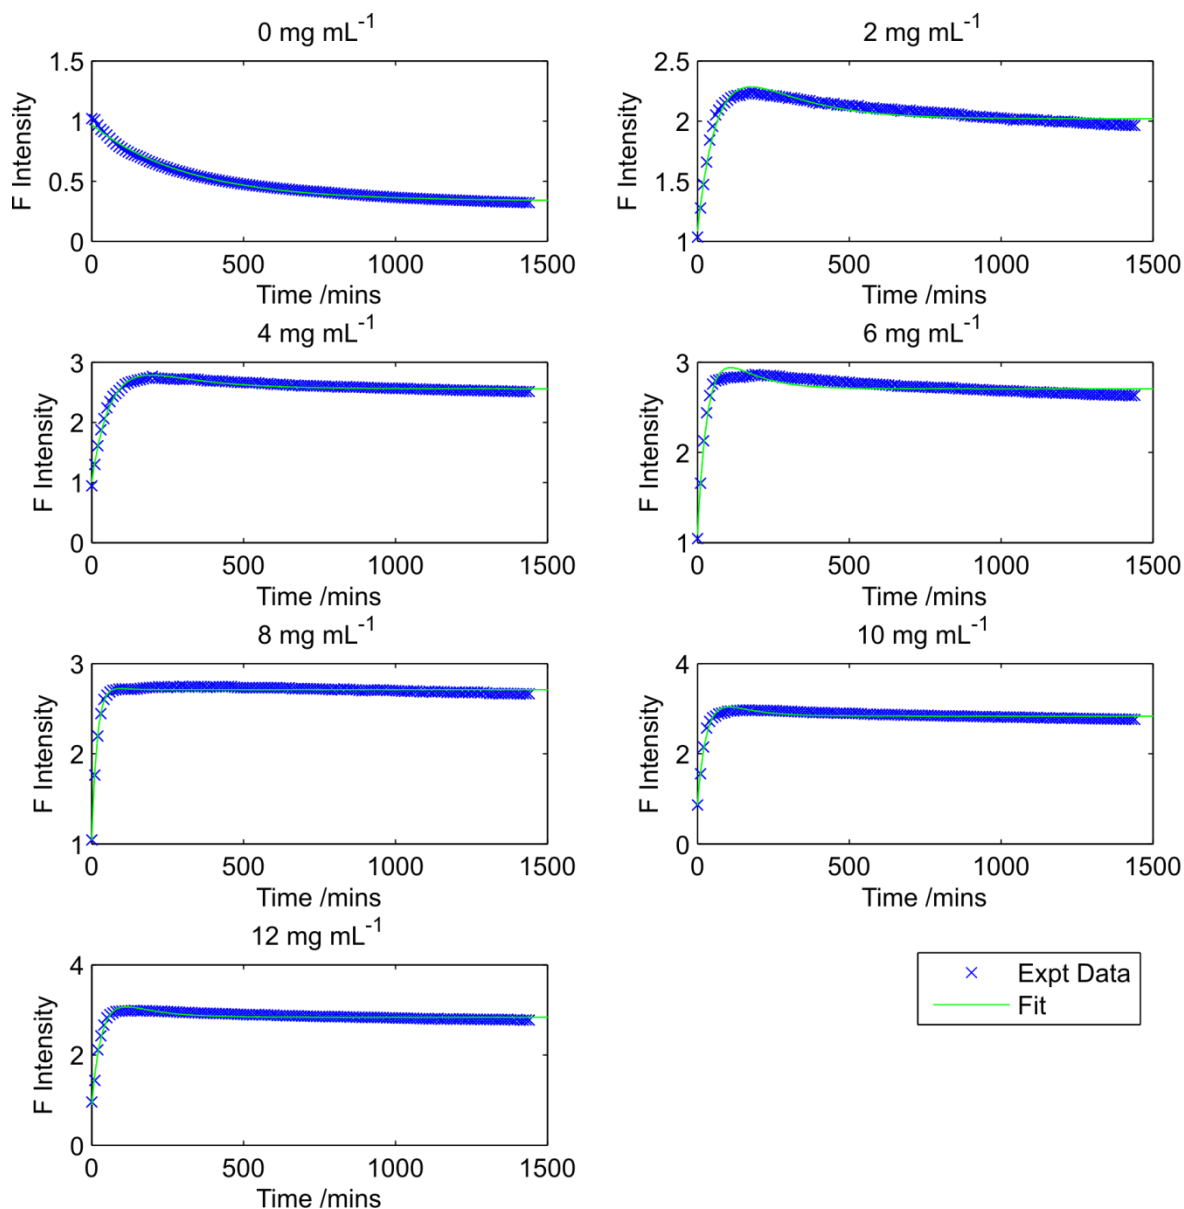 0 mg mL-1
1.5
1
0.5
0
F Intensity
0 500 1000 1500
Time /mins
2 mg mL-1
2.5
2
1.5
1
F Intensity
0 500 1000 1500
Time /mins
4 mg mL-1
3
2
1
0
F Intensity
0 500 1000 1500
Time /mins
6 mg mL-1
3
2
1
F Intensity
0 500 1000 1500
Time /mins
8 mg mL-1
3
2
1
F Intensity
0 500 1000 1500
Time /mins
10 mg mL-1
4
2
0
F Intensity
0 500 1000 1500
Time /mins
12 mg mL-1
4
2
0
F Intensity
0 500 1000 1500
Time /mins
Expt Data
Fit